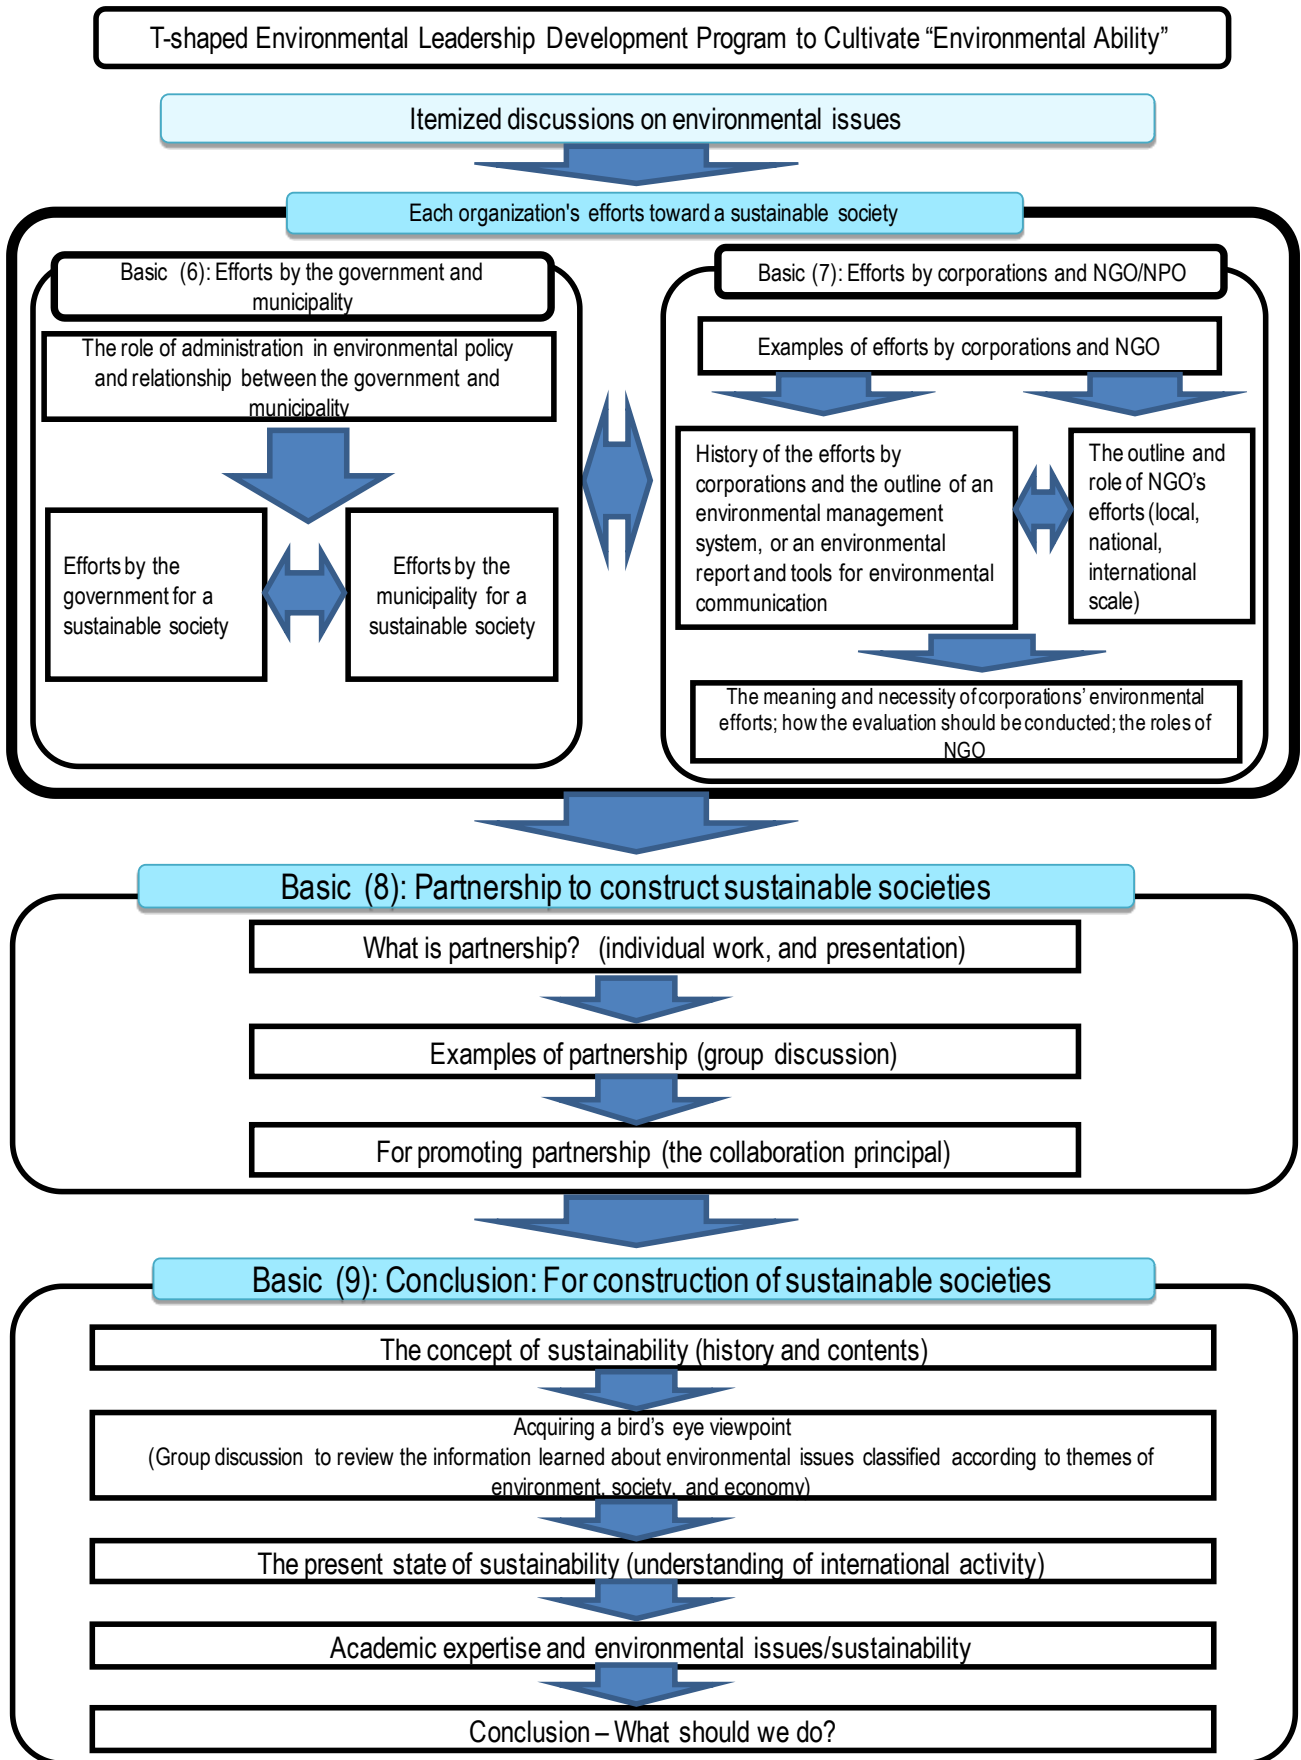 T-shaped Environmental Leadership Development Program to Cultivate “Environmental Ability”
Itemized discussions on environmental issues
Each organization's efforts toward a sustainable society
Basic (6): Efforts by the government and
municipality
The role of administration in environmental policy
and relationship between the government and
municipality
Efforts by the
government for a
sustainable society
Efforts by the
municipality for a
sustainable society
Basic (7): Efforts by corporations and NGO/NPO
Examples of efforts by corporations and NGO
History of the efforts by
corporations and the outline of an
environmental management
system, or an environmental
report and tools for environmental
communication
The outline and
role of NGO’s
efforts (local,
national,
international
scale)
The meaning and necessity of corporations’ environmental
efforts; how the evaluation should be conducted; the roles of
NGO
Basic (8): Partnership to construct sustainable societies
What is partnership? (individual work, and presentation)
Examples of partnership (group discussion)
For promoting partnership (the collaboration principal)
Basic (9): Conclusion: For construction of sustainable societies
The concept of sustainability (history and contents)
Acquiring a bird’s eye viewpoint
(Group discussion to review the information learned about environmental issues classified according to themes of
environment, society, and economy)
The present state of sustainability (understanding of international activity)
Academic expertise and environmental issues/sustainability
Conclusion – What should we do?